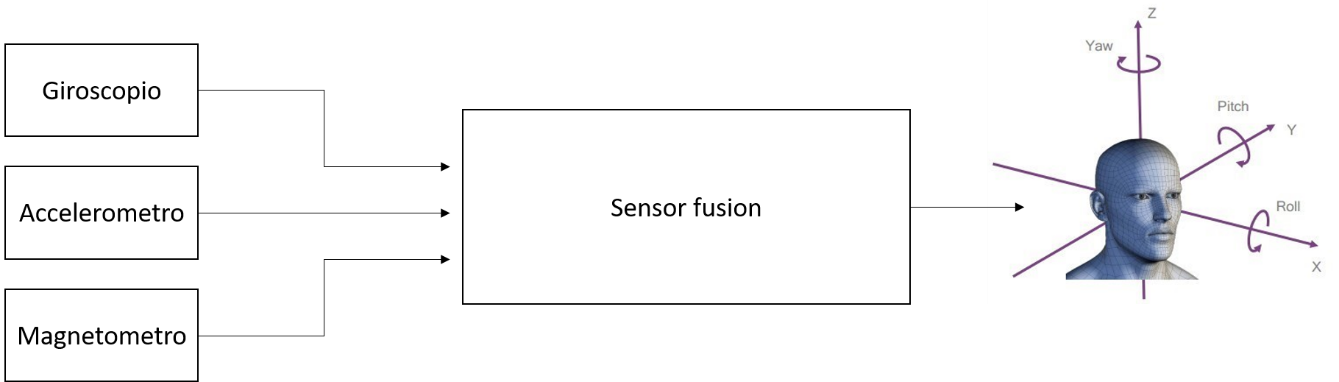 Giroscopio
Accelerometro
Magnetometro
Sensor fusion
Z
Yaw
Pitch
Y
Roll
X